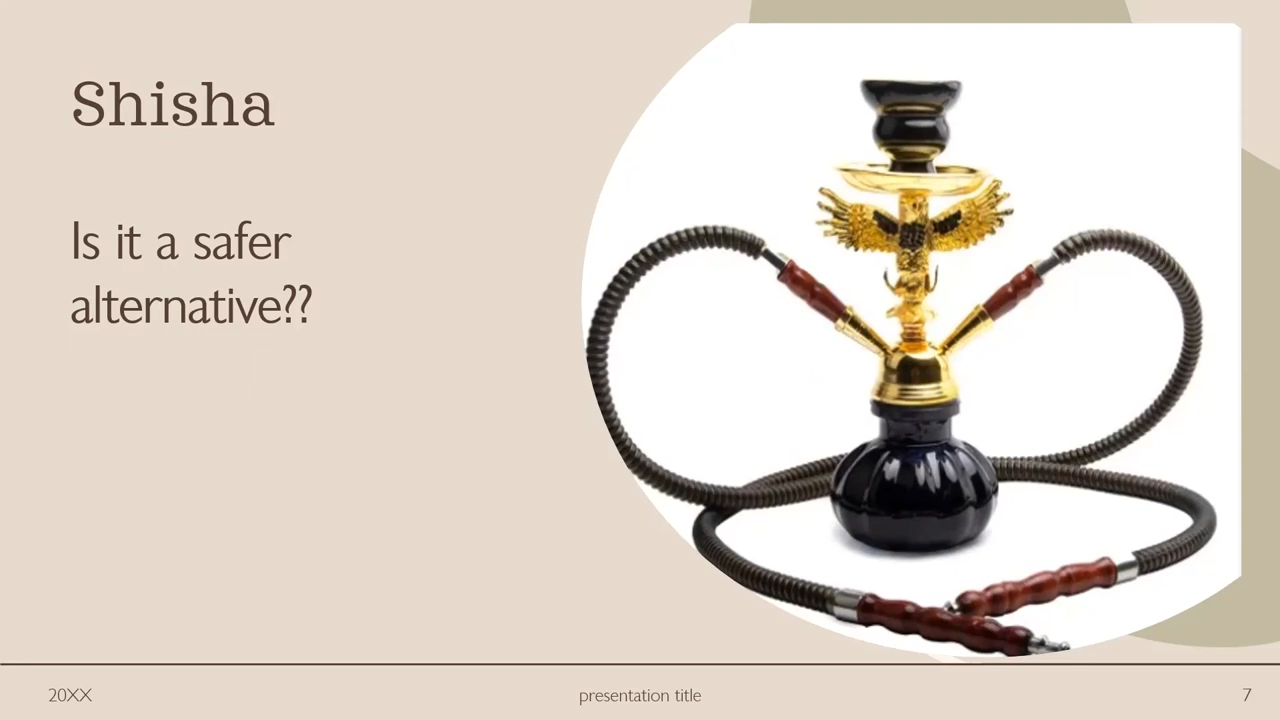 Shisha
Is it a safer
alternative??
20XX
presentation title
7